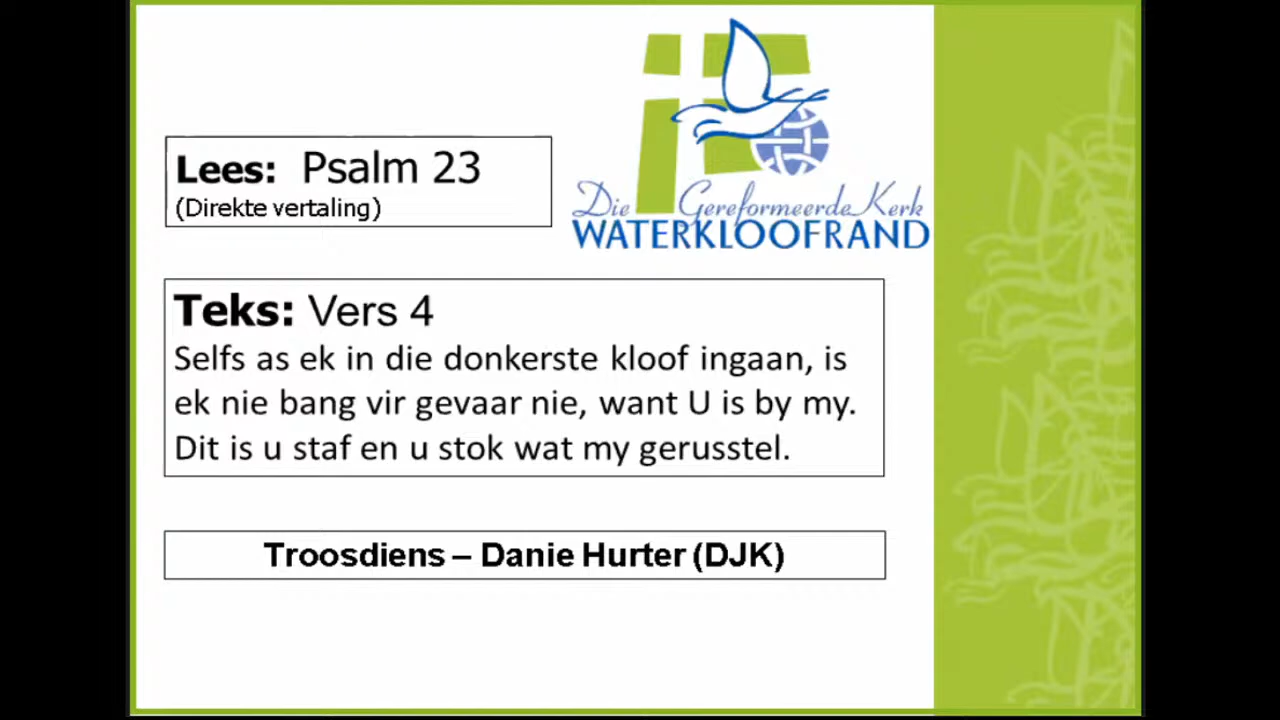 Die Gereformeerde Kerk
WATERKLOOFRAND
Lees: Psalm 23
(Direkte vertaling)
Teks: Vers 4
Selfs as ek in die donkerste kloof ingaan, is
ek nie bang vir gevaar nie, want U is by my.
Dit is u staf en u stok wat my gerusstel.
Troosdiens – Danie Hurter (DJK)